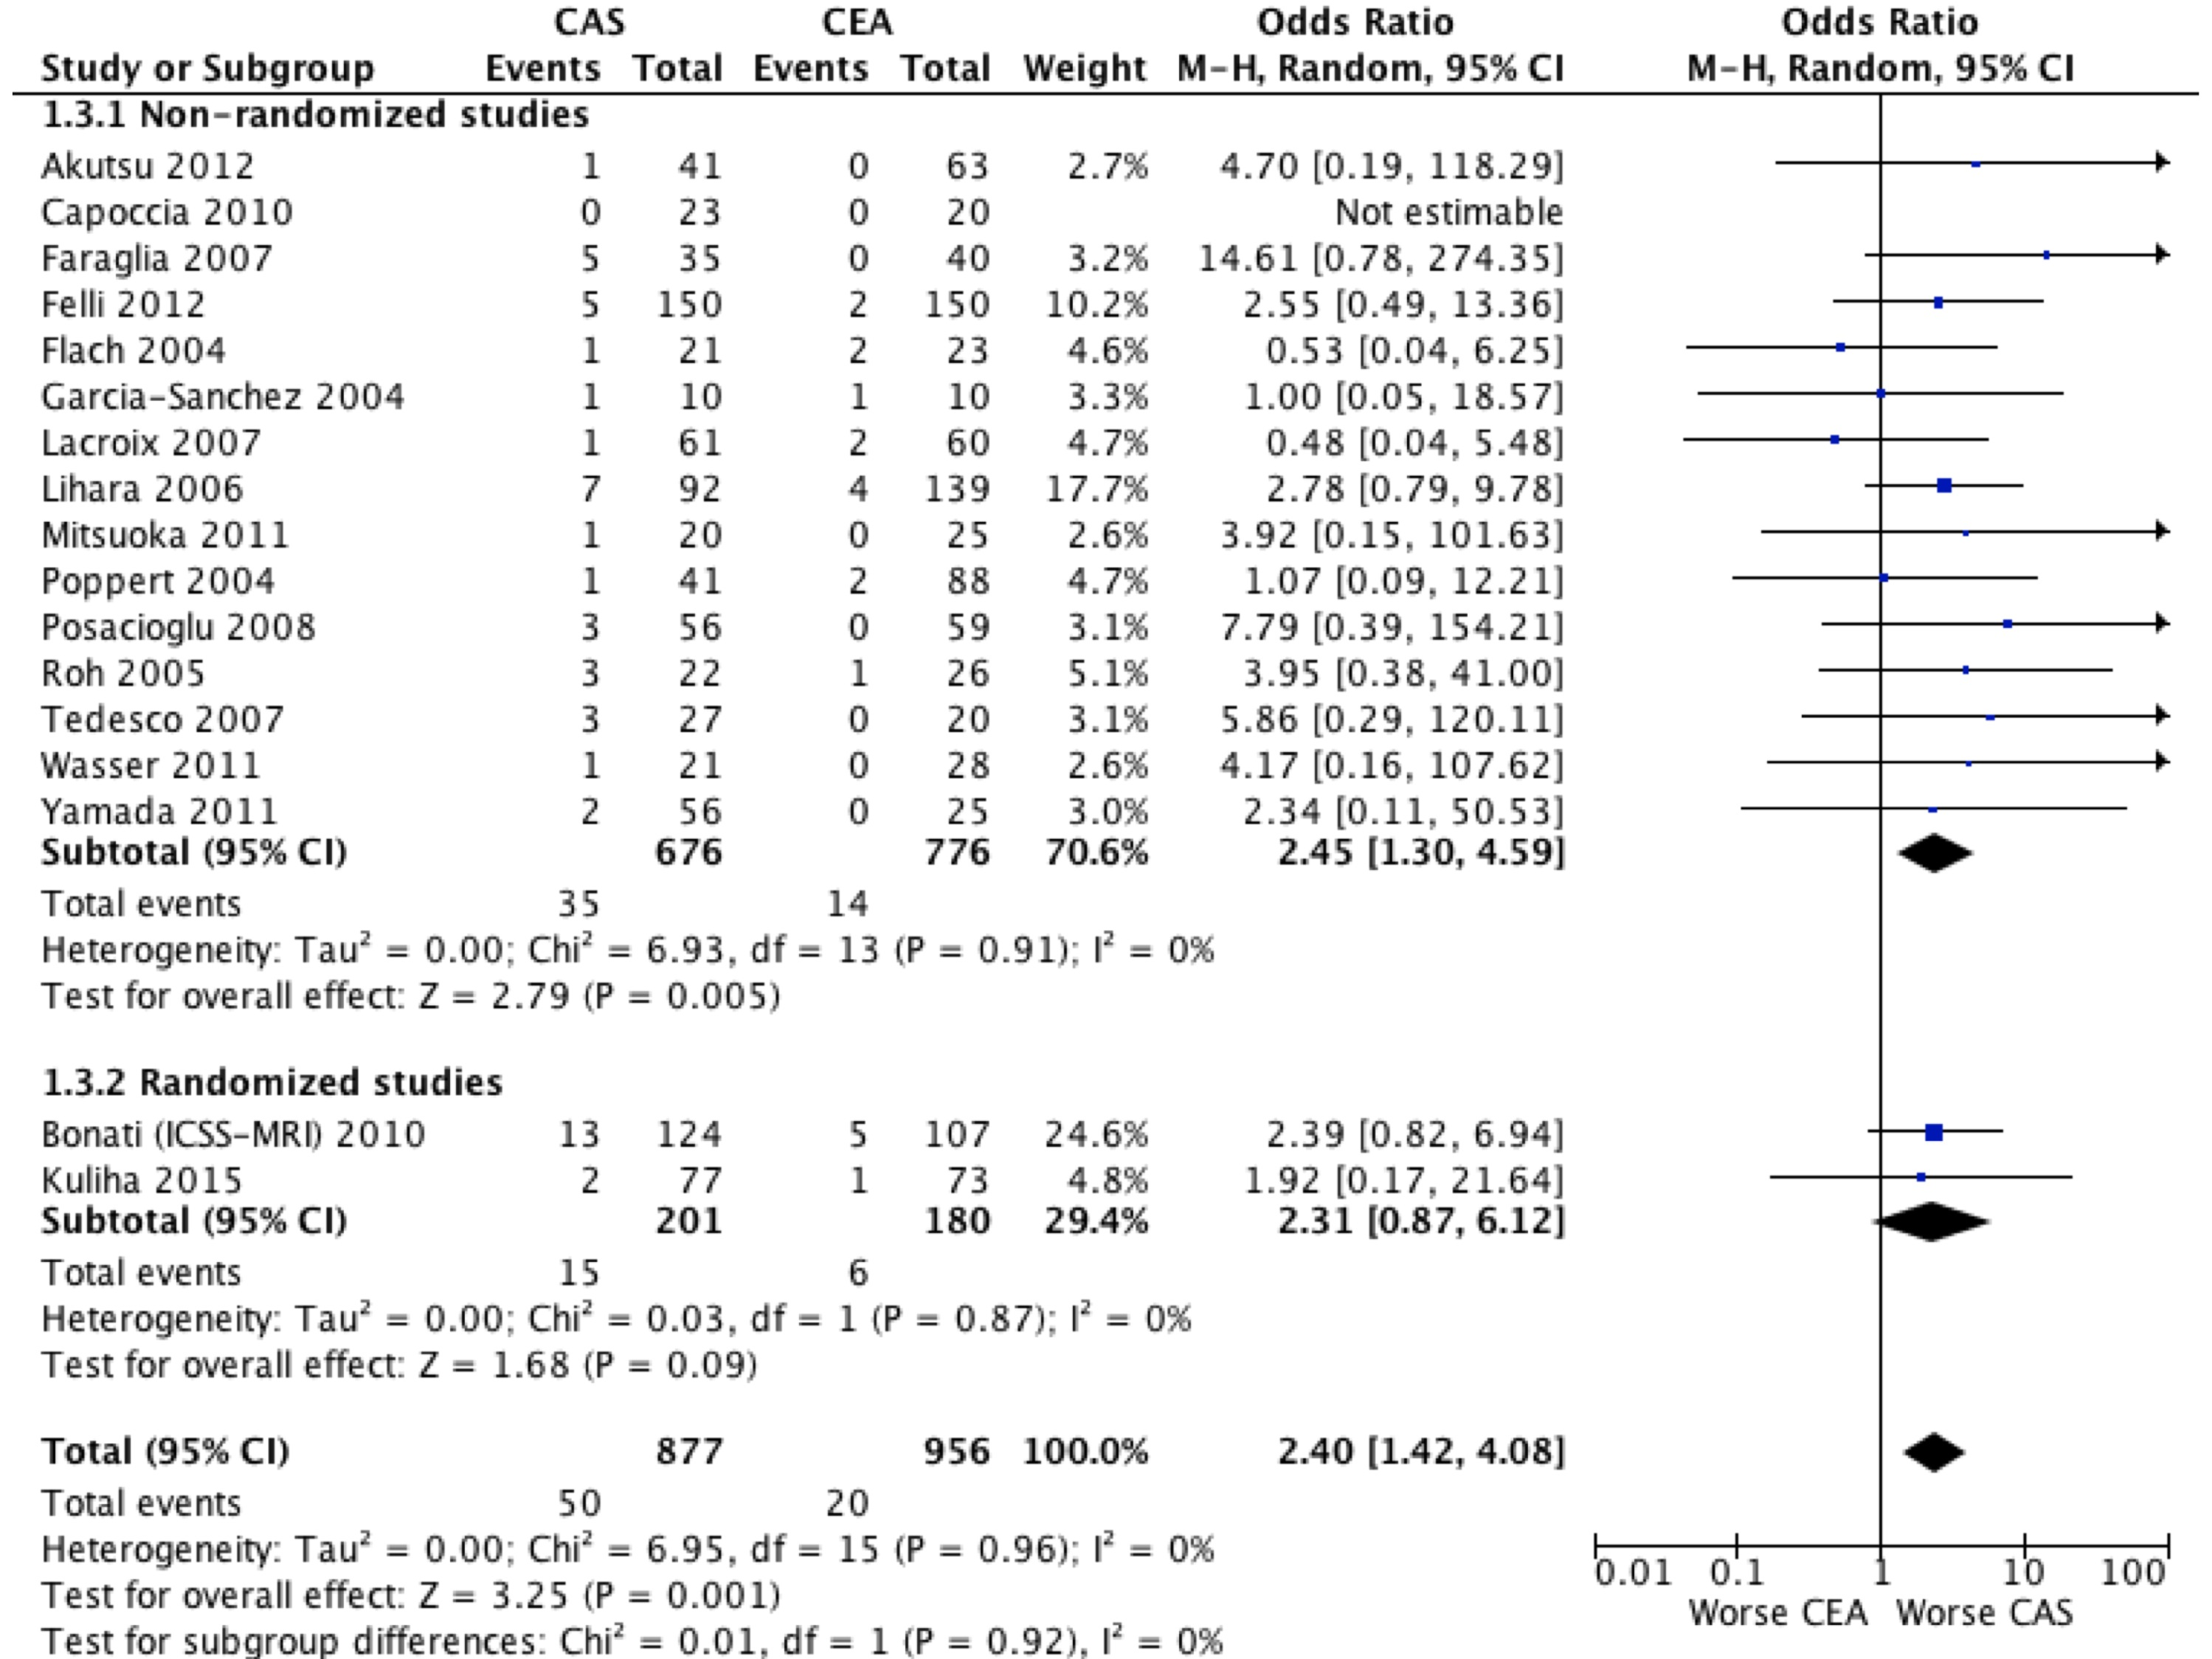 CAS CEA Odds Ratio Odds Ratio
Study or Subgroup Events Total Events Total Weight M-H, Random, 95% CI M-H, Random, 95% CI
1.3.1 Non-randomized studies
Akutsu 2012 1 41 0 63 2.7% 4.70 [0.19, 118.29]
Capoccia 2010 0 23 0 20 Not estimable
Faraglia 2007 5 35 0 40 3.2% 14.61 [0.78, 274.35]
Felli 2012 5 150 2 150 10.2% 2.55 [0.49, 13.36]
Flach 2004 1 21 2 23 4.6% 0.53 [0.04, 6.25]
Garcia-Sanchez 2004 1 10 1 10 3.3% 1.00 [0.05, 18.57]
Lacroix 2007 1 61 2 60 4.7% 0.48 [0.04, 5.48]
Lihara 2006 7 92 4 139 17.7% 2.78 [0.79, 9.78]
Mitsuoka 2011 1 20 0 25 2.6% 3.92 [0.15, 101.63]
Poppert 2004 1 41 2 88 4.7% 1.07 [0.09, 12.21]
Posacioglu 2008 3 56 0 59 3.1% 7.79 [0.39, 154.21]
Roh 2005 3 22 1 26 5.1% 3.95 [0.38, 41.00]
Tedesco 2007 3 27 0 20 3.1% 5.86 [0.29, 120.11]
Wasser 2011 1 21 0 28 2.6% 4.17 [0.16, 107.62]
Yamada 2011 2 56 0 25 3.0% 2.34 [0.11, 50.53]
Subtotal (95% CI) 676 776 70.6% 2.45 [1.30, 4.59]
Total events 35 14
Heterogeneity: Tau² = 0.00; Chi² = 6.93, df = 13 (P = 0.91); I² = 0%
Test for overall effect: Z = 2.79 (P = 0.005)
1.3.2 Randomized studies
Bonati (ICSS-MRI) 2010 13 124 5 107 24.6% 2.39 [0.82, 6.94]
Kuliha 2015 2 77 1 73 4.8% 1.92 [0.17, 21.64]
Subtotal (95% CI) 201 180 29.4% 2.31 [0.87, 6.12]
Total events 15 6
Heterogeneity: Tau² = 0.00; Chi² = 0.03, df = 1 (P = 0.87); I² = 0%
Test for overall effect: Z = 1.68 (P = 0.09)
Total (95% CI) 877 956 100.0% 2.40 [1.42, 4.08]
Total events 50 20
Heterogeneity: Tau² = 0.00; Chi² = 6.95, df = 15 (P = 0.96); I² = 0%
Test for overall effect: Z = 3.25 (P = 0.001)
Test for subgroup differences: Chi² = 0.01, df = 1 (P = 0.92), I² = 0%
0.01 0.1 1 10 100
Worse CEA Worse CAS